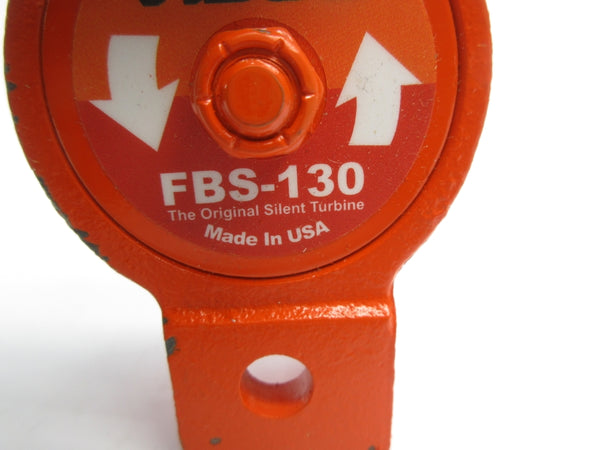 FBS-130
The Original Silent Turbine
Made In USA